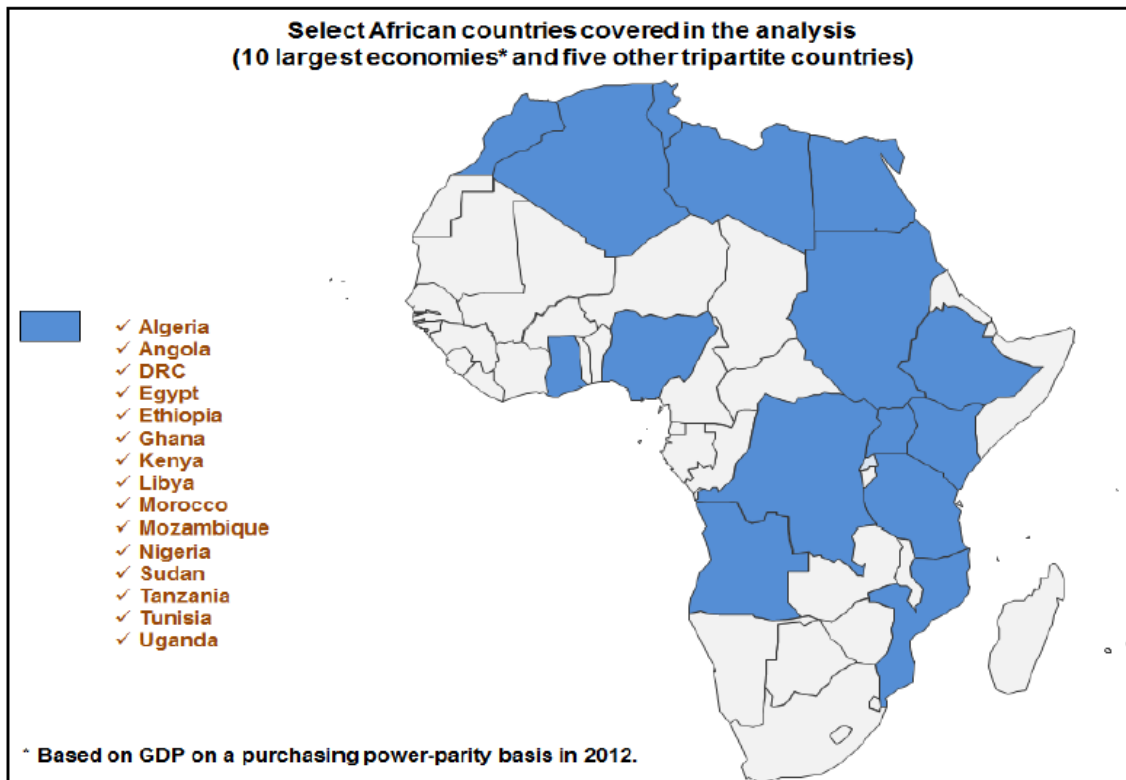 Select African countries covered in the analysis
(10 largest economies* and five other tripartite countries)
✓ Algeria
✓ Angola
✓ DRC
✓ Egypt
✓ Ethiopia
✓ Ghana
✓ Kenya
✓ Libya
✓ Morocco
✓ Mozambique
✓ Nigeria
✓ Sudan
✓ Tanzania
✓ Tunisia
✓ Uganda
* Based on GDP on a purchasing power-parity basis in 2012.